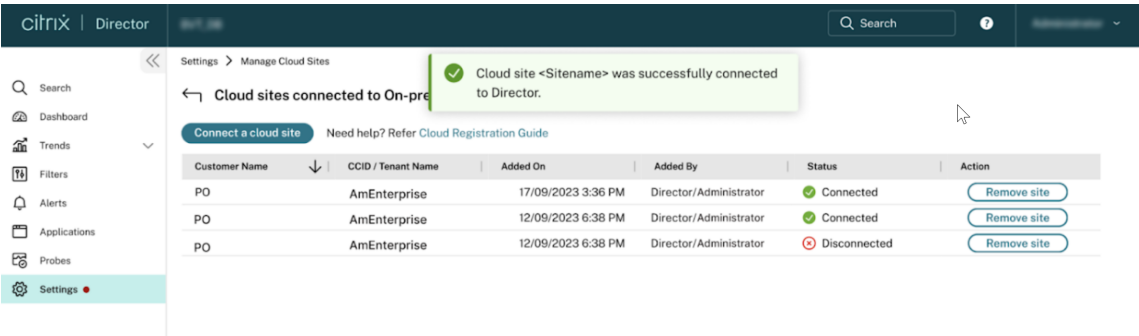 citrix | Director
Search
?
Settings > Manage Cloud Sites
Cloud site <Sitename> was successfully connected
to Director.
Cloud sites connected to On-pre
Connect a cloud site
Need help? Refer Cloud Registration Guide
Search
Dashboard
Trends
Filters
Alerts
Applications
Probes
Settings
Customer Name CCID / Tenant Name Added On Added By Status Action
PO AmEnterprise 17/09/2023 3:36 PM Director/Administrator Connected Remove site
PO AmEnterprise 12/09/2023 6:38 PM Director/Administrator Connected Remove site
PO AmEnterprise 12/09/2023 6:38 PM Director/Administrator Disconnected Remove site